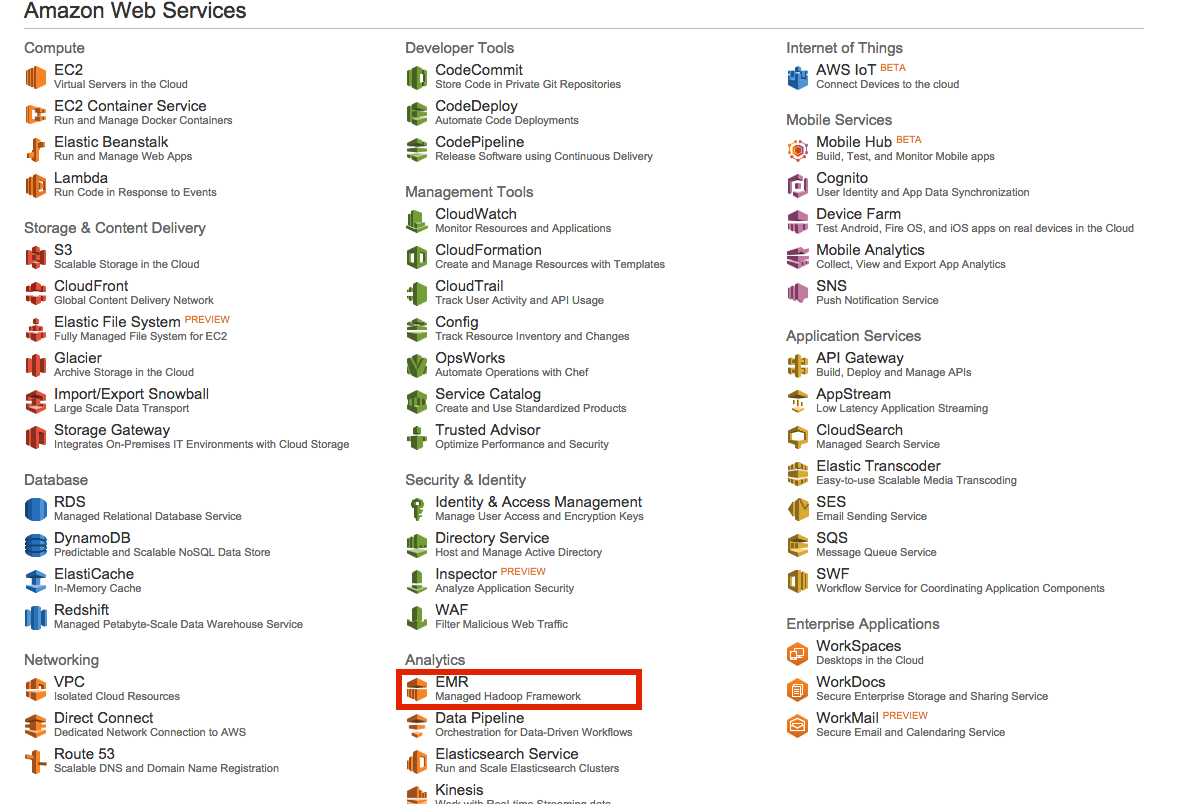 Amazon Web Services
Compute
EC2
Virtual Servers in the Cloud
EC2 Container Service
Run and Manage Docker Containers
Elastic Beanstalk
Run and Manage Web Apps
Lambda
Run Code in Response to Events
Storage & Content Delivery
S3
Scalable Storage in the Cloud
CloudFront
Global Content Delivery Network
Elastic File System PREVIEW
Fully Managed File System for EC2
Glacier
Archive Storage in the Cloud
Import/Export Snowball
Large Scale Data Transport
Storage Gateway
Integrates On-Premises IT Environments with Cloud Storage
Database
RDS
Managed Relational Database Service
DynamoDB
Predictable and Scalable NoSQL Data Store
ElastiCache
In-Memory Cache
Redshift
Managed Petabyte-Scale Data Warehouse Service
Networking
VPC
Isolated Cloud Resources
Direct Connect
Dedicated Network Connection to AWS
Route 53
Scalable DNS and Domain Name Registration
Developer Tools
CodeCommit
Store Code in Private Git Repositories
CodeDeploy
Automate Code Deployments
CodePipeline
Release Software using Continuous Delivery
Management Tools
CloudWatch
Monitor Resources and Applications
CloudFormation
Create and Manage Resources with Templates
CloudTrail
Track User Activity and API Usage
Config
Track Resource Inventory and Changes
OpsWorks
Automate Operations with Chef
Service Catalog
Create and Use Standardized Products
Trusted Advisor
Optimize Performance and Security
Security & Identity
Identity & Access Management
Manage User Access and Encryption Keys
Directory Service
Host and Manage Active Directory
Inspector PREVIEW
Analyze Application Security
WAF
Filter Malicious Web Traffic
Analytics
EMR
Managed Hadoop Framework
Data Pipeline
Orchestration for Data-Driven Workflows
Elasticsearch Service
Run and Scale Elasticsearch Clusters
Kinesis
Work with Real-time Streaming data
Internet of Things
AWS IoT BETA
Connect Devices to the cloud
Mobile Services
Mobile Hub BETA
Build, Test, and Monitor Mobile apps
Cognito
User Identity and App Data Synchronization
Device Farm
Test Android, Fire OS, and iOS apps on real devices in the Cloud
Mobile Analytics
Collect, View and Export App Analytics
SNS
Push Notification Service
Application Services
API Gateway
Build, Deploy and Manage APIs
AppStream
Low Latency Application Streaming
CloudSearch
Managed Search Service
Elastic Transcoder
Easy-to-use Scalable Media Transcoding
SES
Email Sending Service
SQS
Message Queue Service
SWF
Workflow Service for Coordinating Application Components
Enterprise Applications
WorkSpaces
Desktops in the Cloud
WorkDocs
Secure Enterprise Storage and Sharing Service
WorkMail PREVIEW
Secure Email and Calendaring Service